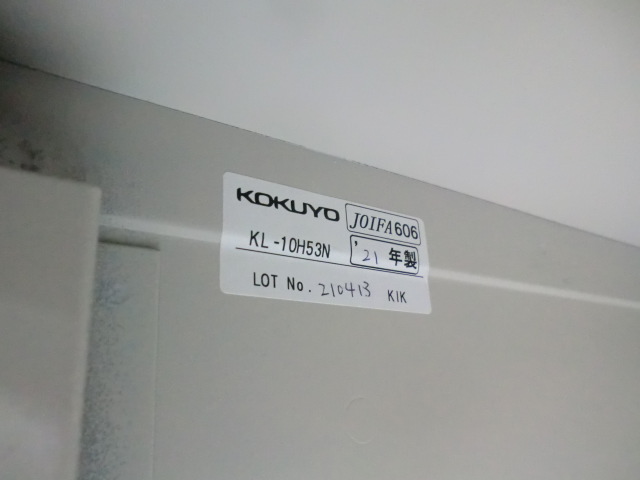 KOKUYO JOIFA606
KL-10H53N '21 年製
LOT No. 210413 KIK